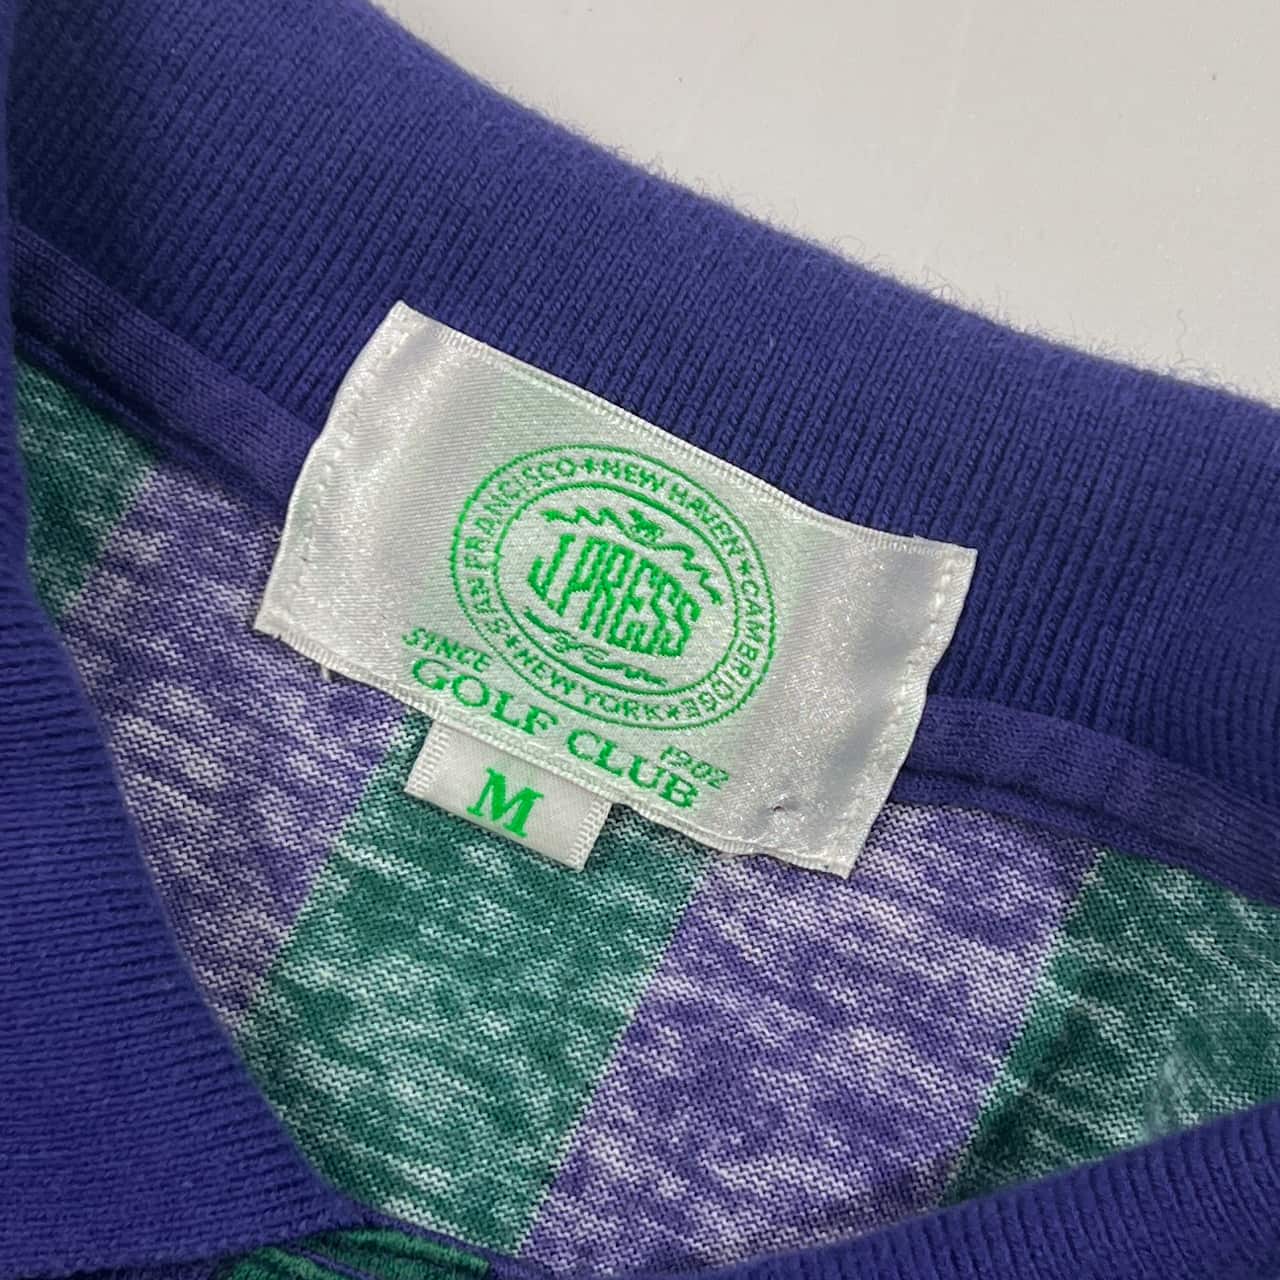 SAN FRANCISCO ★ NEW HAVEN ★ CAMBRIDGE ★ NEW YORK ★
J.PRESS
SINCE 1902
GOLF CLUB
M